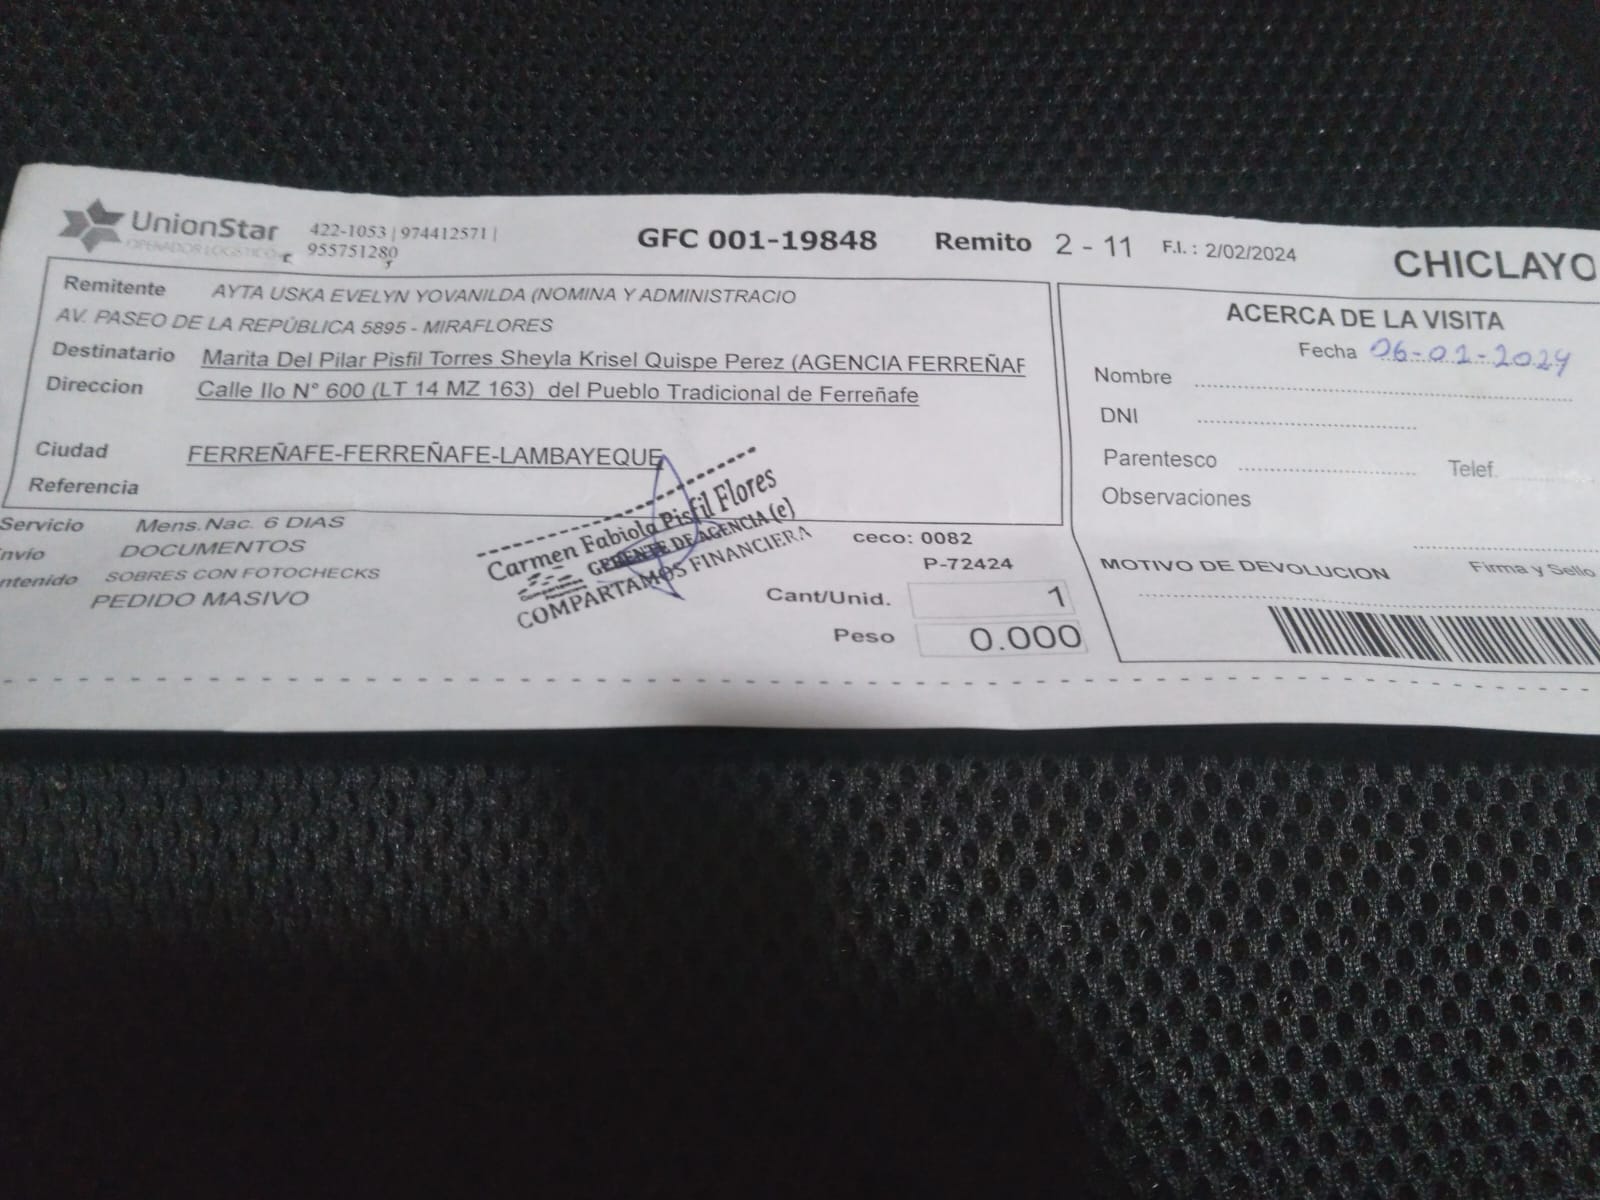 UnionStar
OPERADOR LOGISTICO
422-1053 | 974412571 |
955751280
GFC 001-19848 Remito 2 - 11 F.I. : 2/02/2024
CHICLAYO
Remitente AYTA USKA EVELYN YOVANILDA (NOMINA Y ADMINISTRACIO
AV. PASEO DE LA REPÚBLICA 5895 - MIRAFLORES
Destinatario Marita Del Pilar Pisfil Torres Sheyla Krisel Quispe Perez (AGENCIA FERREÑAF
Direccion Calle Ilo N° 600 (LT 14 MZ 163) del Pueblo Tradicional de Ferreñafe
Ciudad FERREÑAFE-FERREÑAFE-LAMBAYEQUE
Referencia
Servicio Mens.Nac. 6 DIAS
nvío DOCUMENTOS
ntenido SOBRES CON FOTOCHECKS
PEDIDO MASIVO
Carmen Fabiola Pisfil Flores
GERENTE DE AGENCIA (e)
COMPARTAMOS FINANCIERA
ceco: 0082
P-72424
Cant/Unid. 1
Peso 0.000
ACERCA DE LA VISITA
Fecha 06-02-2024
Nombre
DNI
Parentesco Telef.
Observaciones
Firma y Sello
MOTIVO DE DEVOLUCION